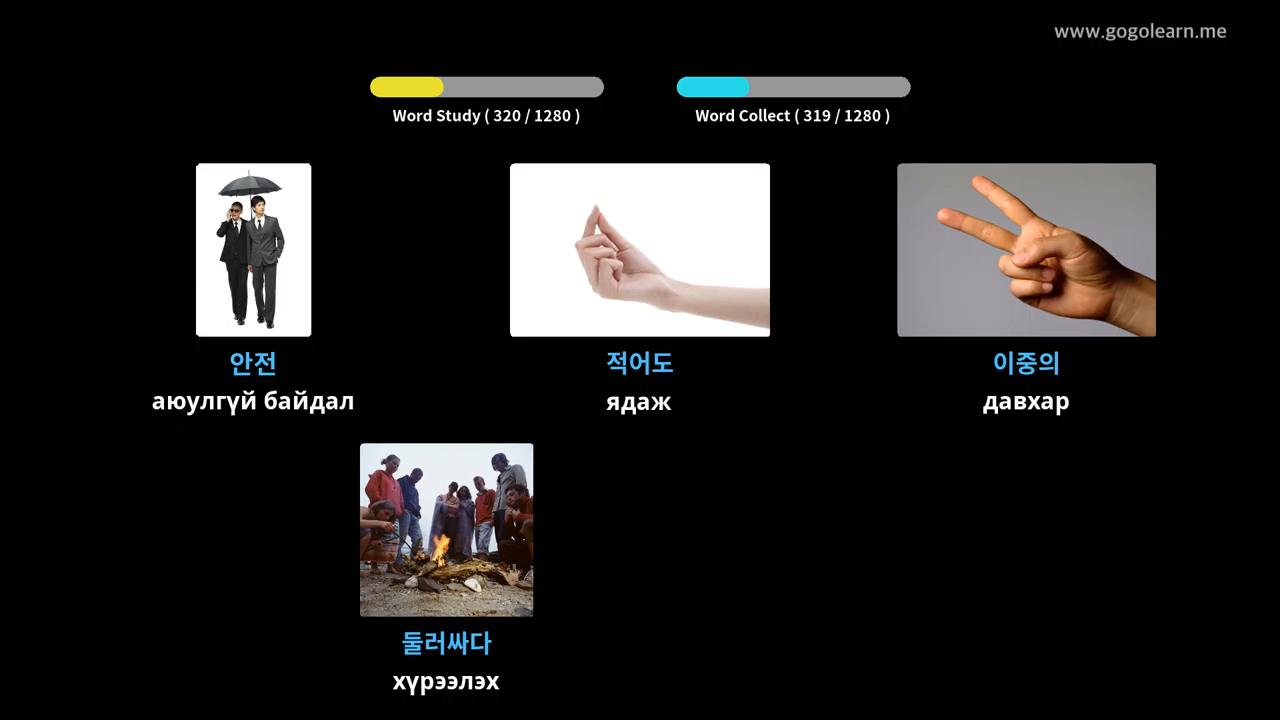 www.gogolearn.me
Word Study ( 320 / 1280 )
Word Collect ( 319 / 1280 )
안전
аюулгүй байдал
적어도
ядаж
이중의
давхар
둘러싸다
хүрээлэх